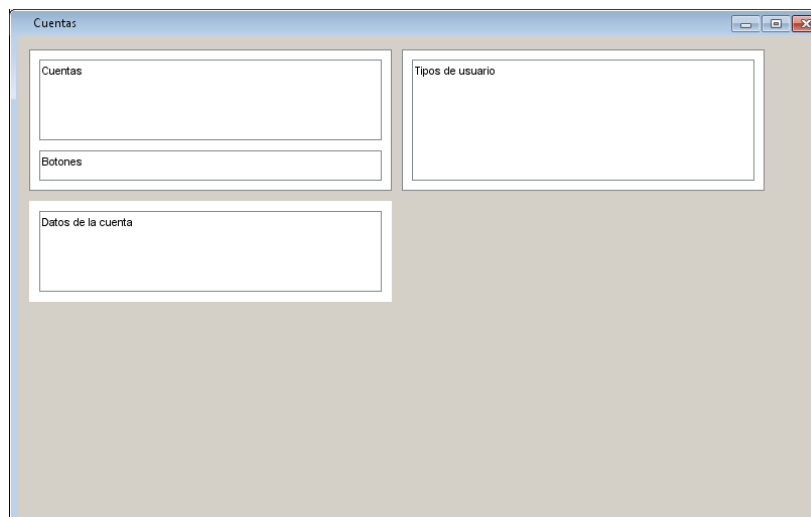 Cuentas
Cuentas
Tipos de usuario
Botones
Datos de la cuenta